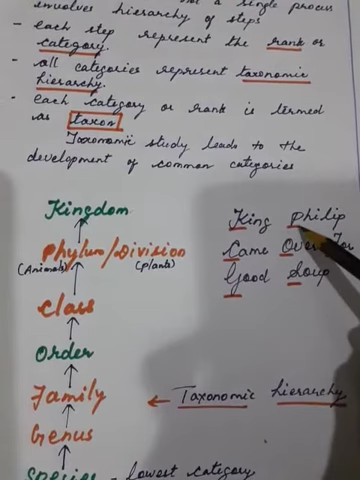 involves hierarchy of steps
- each step represent the rank or
category.
- all categories represent taxonomic
hierarchy.
- each category or rank is termed
as taxon
Taxonomic study leads to the
development of common categories
Kingdom
Phylum/Division
(Animals) (plants)
Class
Order
Family
Genus
Species - lowest category
King Philip
Came Over For
Good Soup
Taxonomic hierarchy